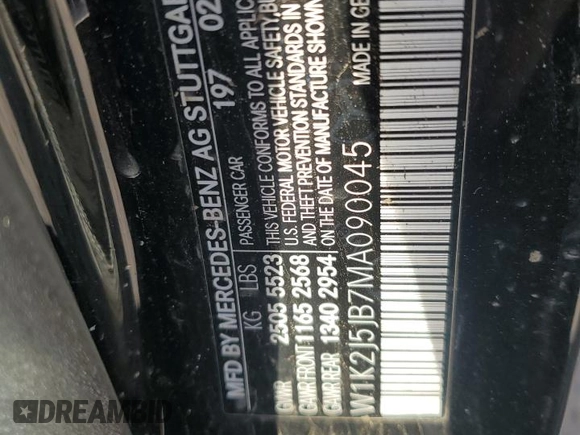 MFD BY MERCEDES-BENZ AG STUTTGAR
197 02
KG LBS PASSENGER CAR
GVWR 2505 5523 THIS VEHICLE CONFORMS TO ALL APPLIC
GAWR FRONT 1165 2568 U.S. FEDERAL MOTOR VEHICLE SAFETY, BU
GAWR REAR 1340 2954 AND THEFT PREVENTION STANDARDS IN
ON THE DATE OF MANUFACTURE SHOWN
W1K2J5JB7MA090045 MADE IN GE
DREAMBID